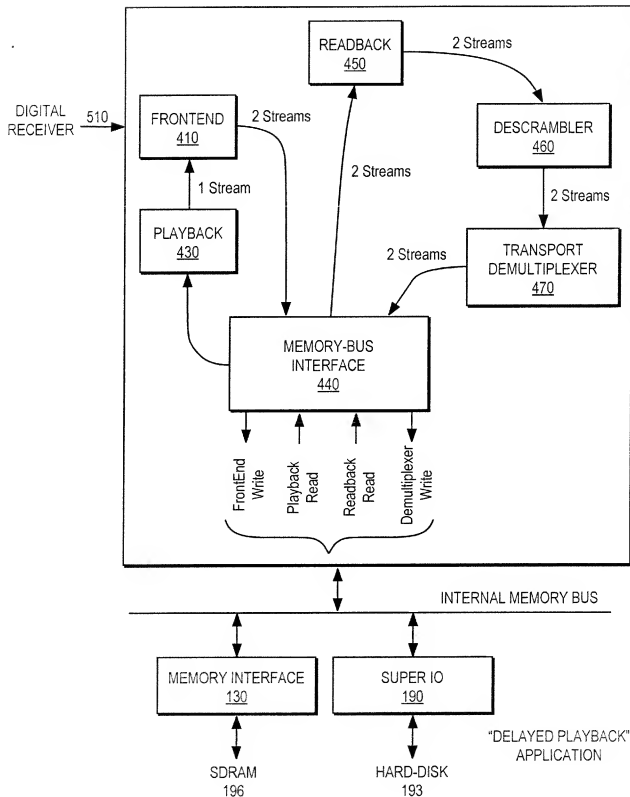 READBACK
450
2 Streams
DIGITAL
RECEIVER
510
FRONTEND
410
2 Streams
DESCRAMBLER
460
1 Stream
2 Streams
2 Streams
PLAYBACK
430
2 Streams
TRANSPORT
DEMULTIPLEXER
470
MEMORY-BUS
INTERFACE
440
FrontEnd
Write
Playback
Read
Readback
Read
Demultiplexer
Write
INTERNAL MEMORY BUS
MEMORY INTERFACE
130
SUPER IO
190
"DELAYED PLAYBACK"
APPLICATION
SDRAM
196
HARD-DISK
193